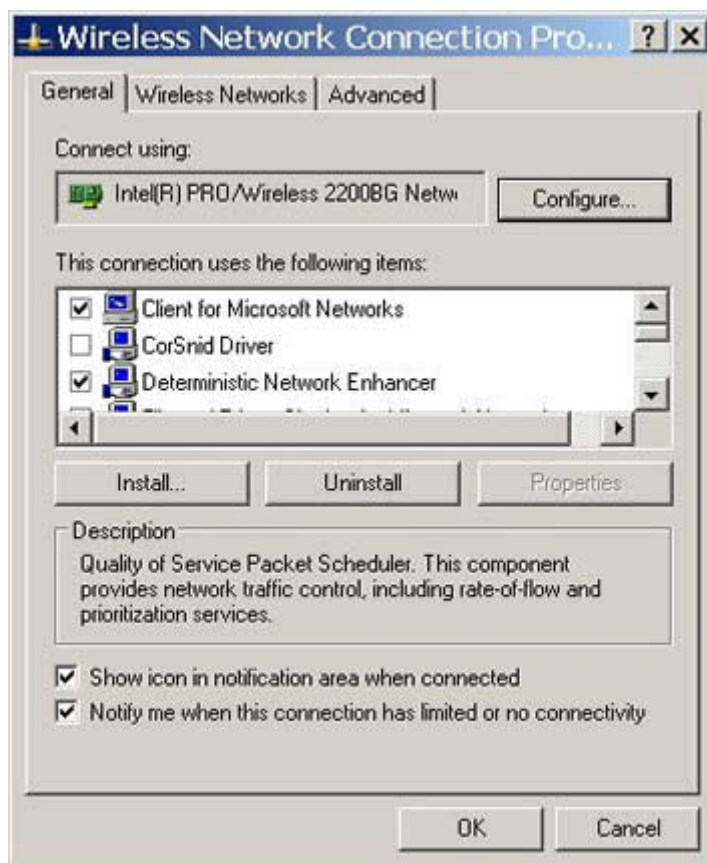 Wireless Network Connection Pro...
General Wireless Networks Advanced
Connect using:
Intel(R) PRO/Wireless 2200BG Netw
Configure...
This connection uses the following items:
Client for Microsoft Networks
CorSnid Driver
Deterministic Network Enhancer
Install... Uninstall Properties
Description
Quality of Service Packet Scheduler. This component
provides network traffic control, including rate-of-flow and
prioritization services.
Show icon in notification area when connected
Notify me when this connection has limited or no connectivity
OK Cancel